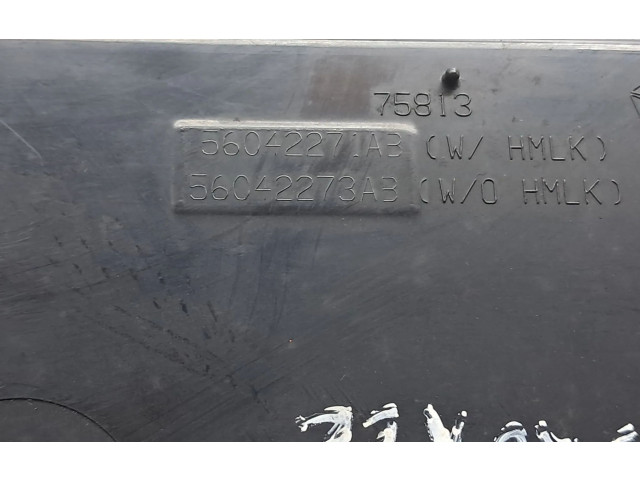 75813
56042271AB (W/ HMLK)
56042273AB (W/O HMLK)